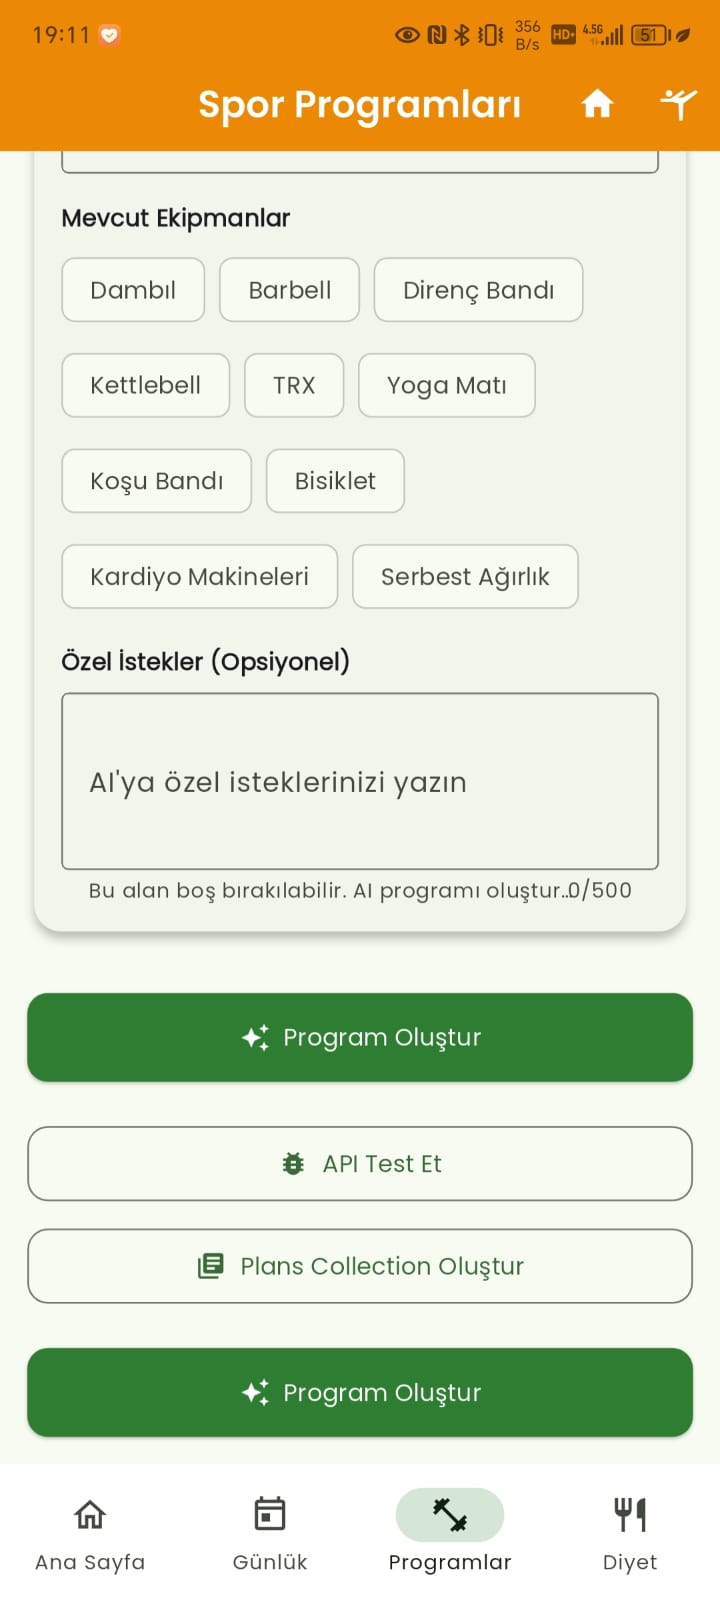 19:11 356 B/s HD+ 4.5G 51
Spor Programları
Mevcut Ekipmanlar
Dambıl Barbell Direnç Bandı
Kettlebell TRX Yoga Matı
Koşu Bandı Bisiklet
Kardiyo Makineleri Serbest Ağırlık
Özel İstekler (Opsiyonel)
AI'ya özel isteklerinizi yazın
Bu alan boş bırakılabilir. AI programı oluştur...0/500
Program Oluştur
API Test Et
Plans Collection Oluştur
Program Oluştur
Ana Sayfa Günlük Programlar Diyet